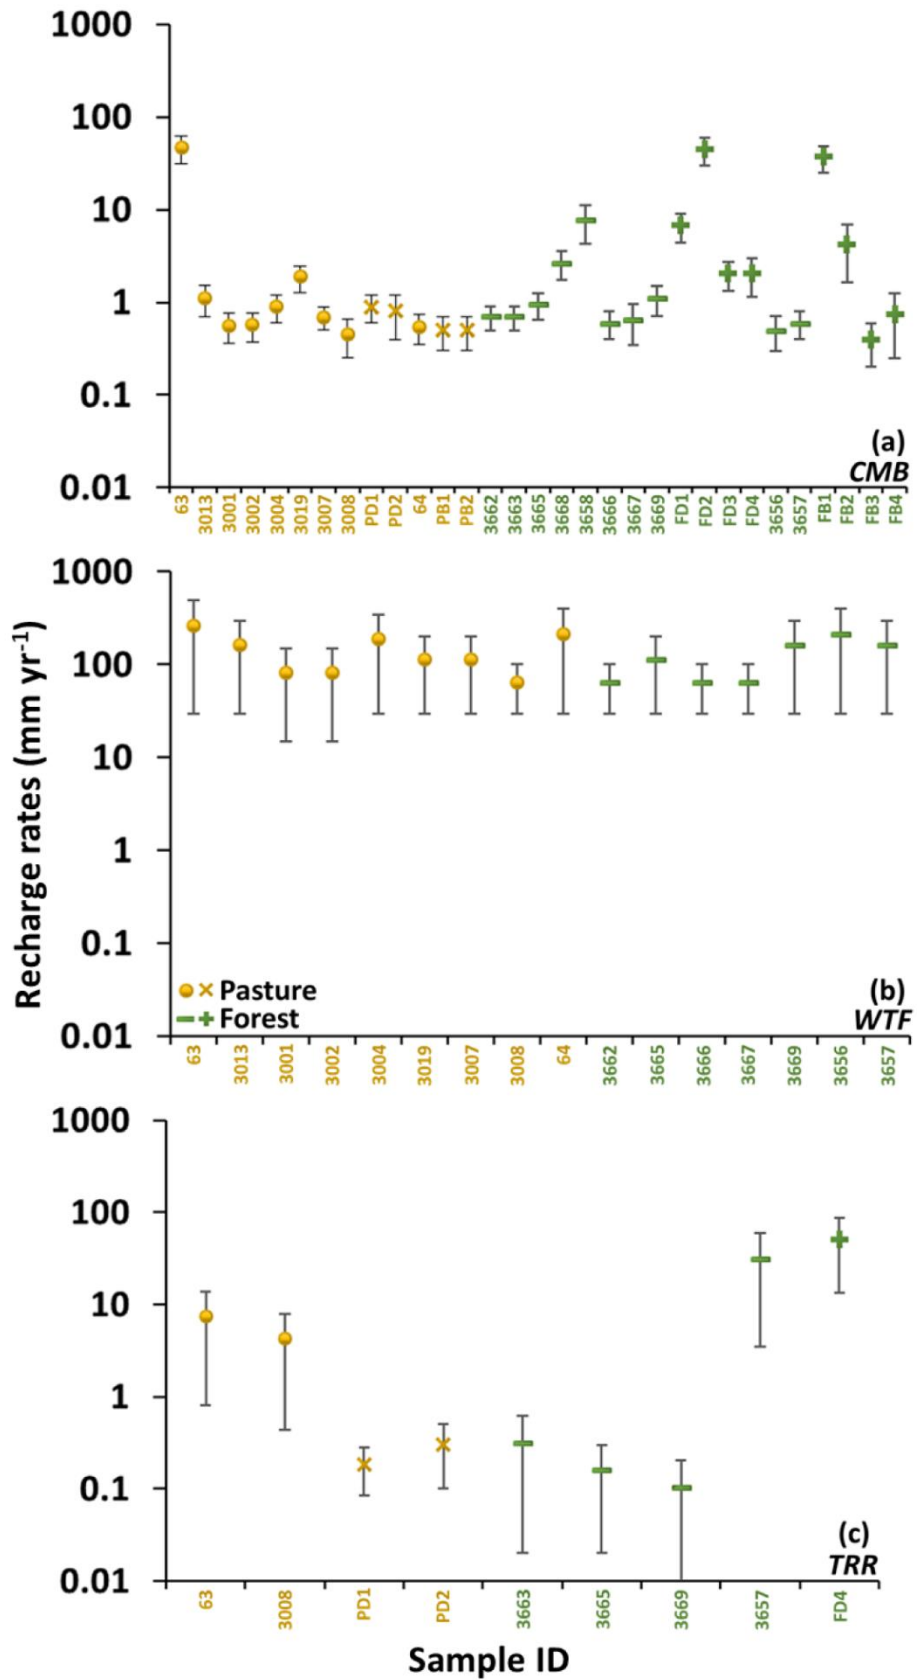 1000
100
10
1
0.1
0.01
(a)
CMB
63 3013 3001 3002 3004 3019 3007 3008 PD1 PD2 64 PB1 PB2 3662 3663 3665 3668 3658 3666 3667 3669 FD1 FD2 FD3 FD4 3656 3657 FB1 FB2 FB3 FB4
Recharge rates (mm yr-1)
1000
100
10
1
0.1
0.01
Pasture
Forest
(b)
WTF
63 3013 3001 3002 3004 3019 3007 3008 64 3662 3665 3666 3667 3669 3656 3657
1000
100
10
1
0.1
0.01
(c)
TRR
63 3008 PD1 PD2 3663 3665 3669 3657 FD4
Sample ID